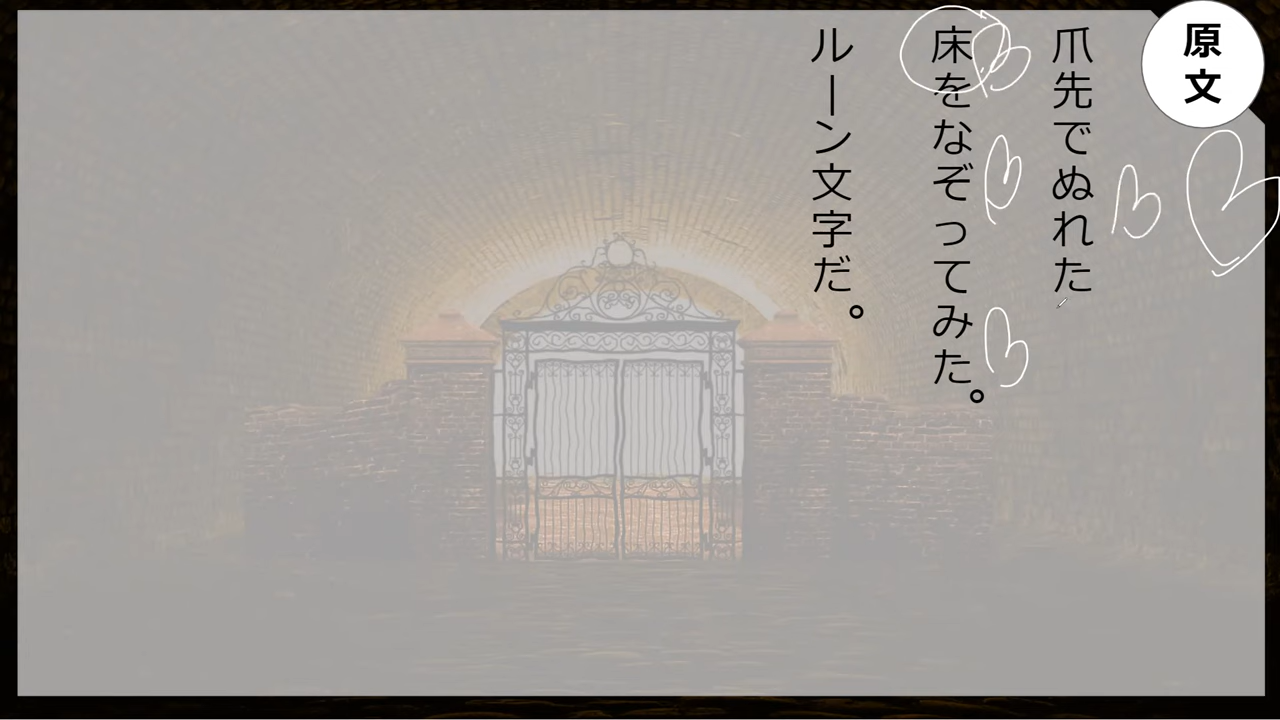 原文
爪先でぬれた
床をなぞってみた。
ルーン文字だ。